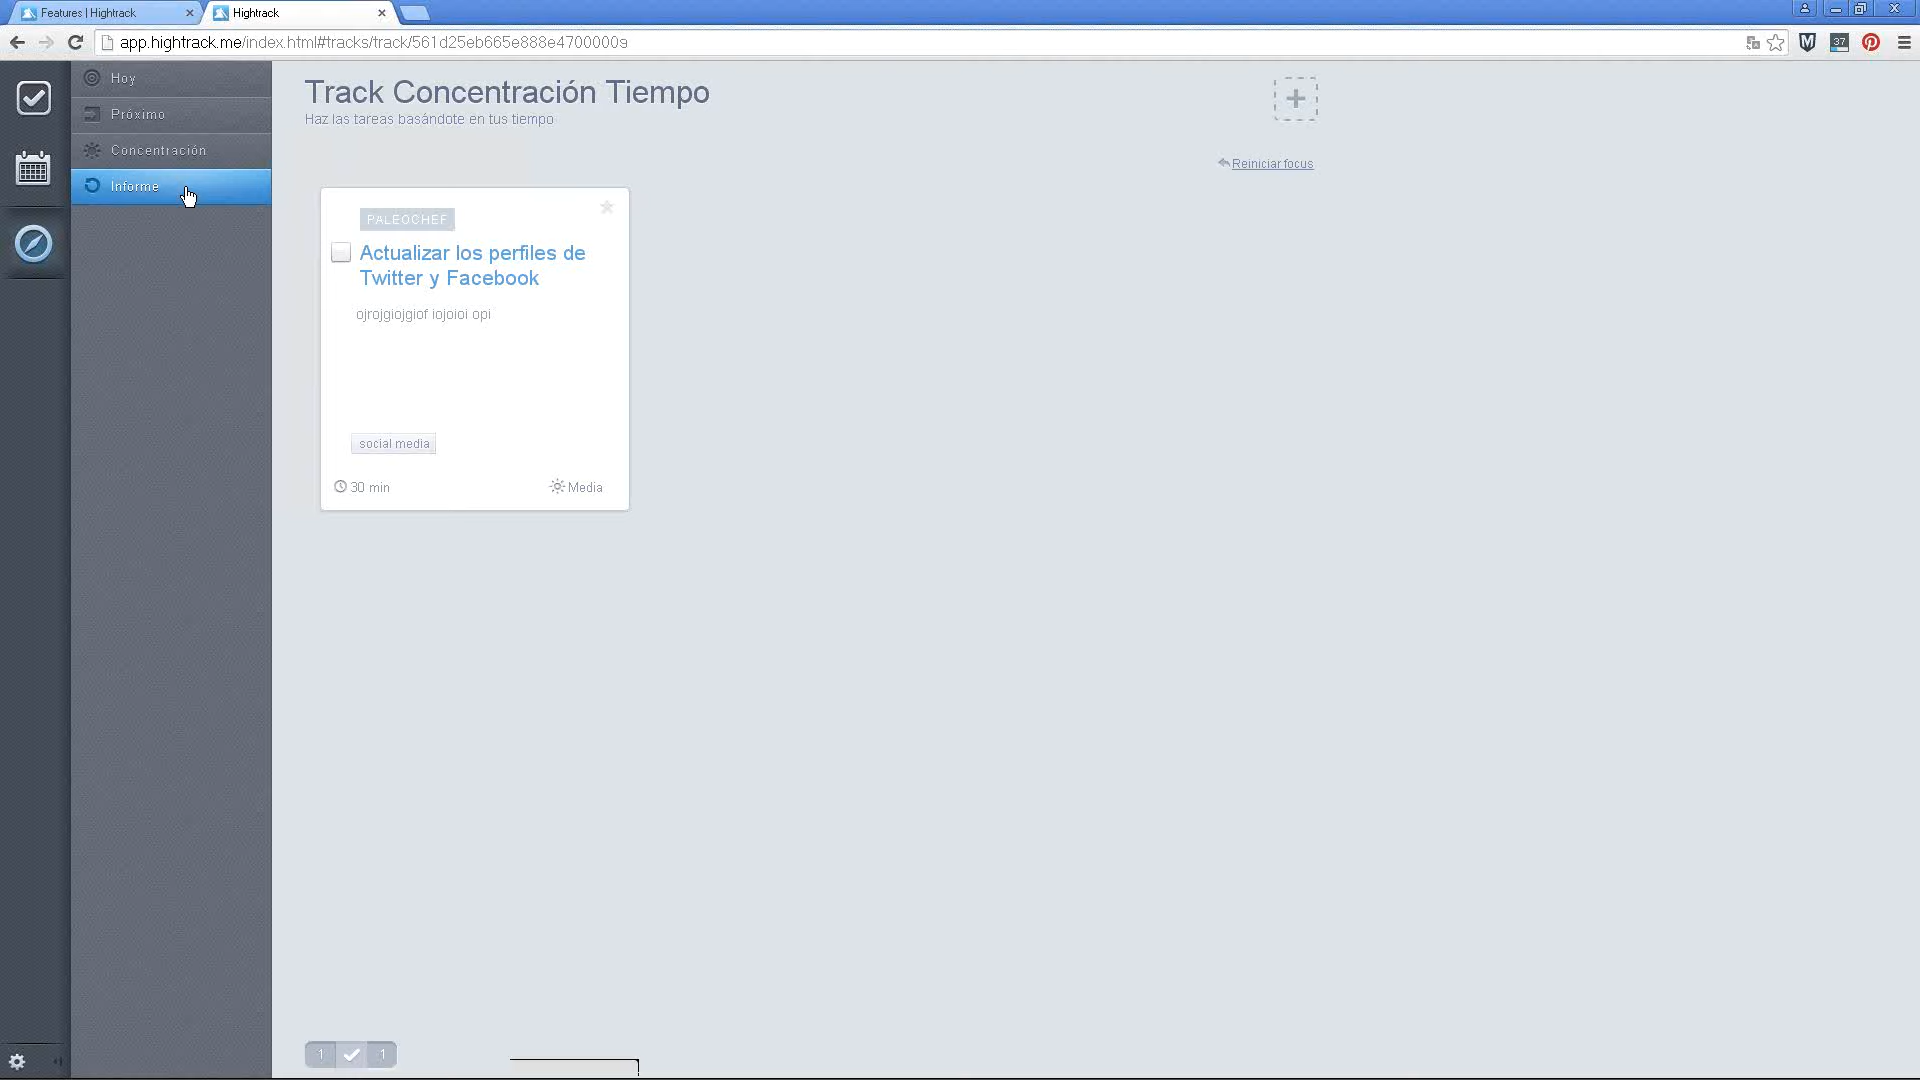 Features | Hightrack
Hightrack
app.hightrack.me/index.html#tracks/track/561d25eb665e888e47000009
37
Hoy
Próximo
Concentración
Informe
Track Concentración Tiempo
Haz las tareas basándote en tus tiempo
Reiniciar focus
PALEOCHEF
Actualizar los perfiles de
Twitter y Facebook
ojrojgiojgiof iojoioi opi
social media
30 min
Media
1 1